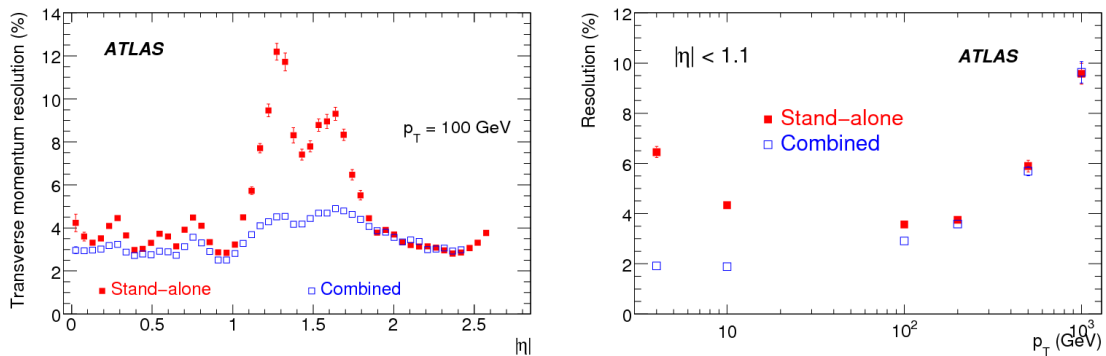 Transverse momentum resolution (%)
14
12
10
8
6
4
2
0
ATLAS
p_T = 100 GeV
Stand−alone
Combined
0 0.5 1 1.5 2 2.5
|η|
Resolution (%)
12
10
8
6
4
2
0
|η| < 1.1
ATLAS
Stand−alone
Combined
10 10² 10³
p_T (GeV)